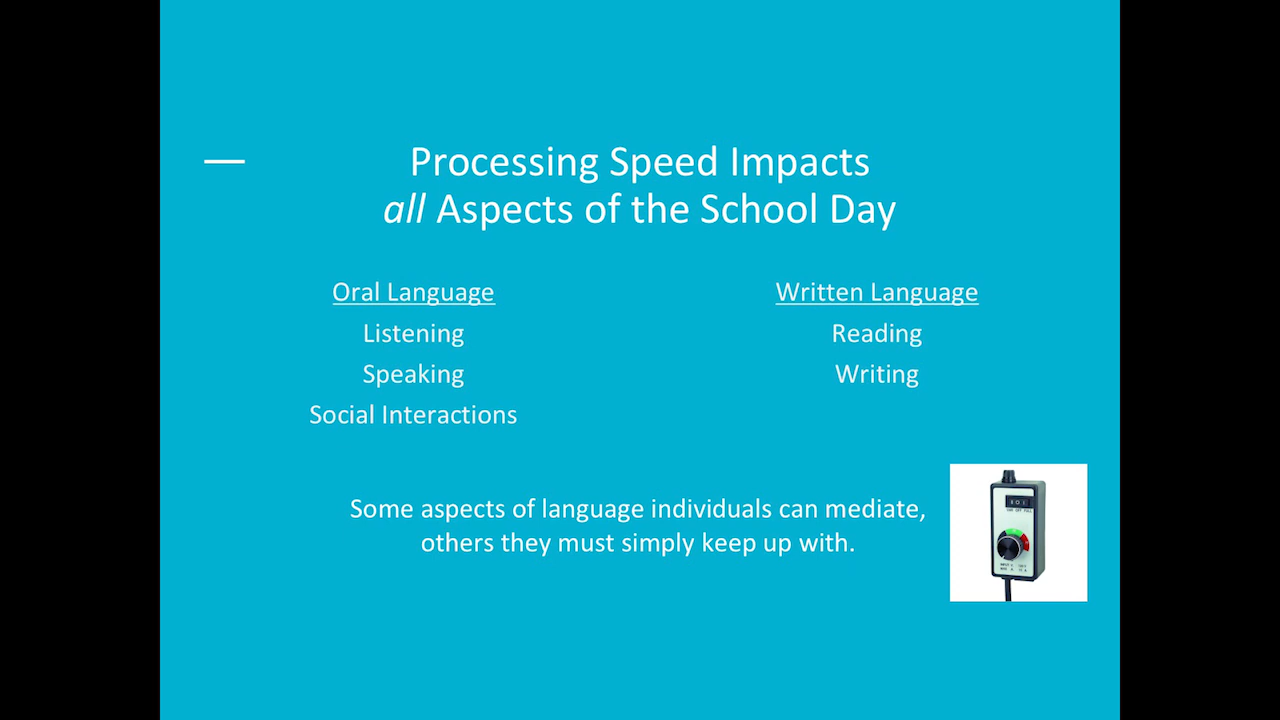 Processing Speed Impacts
all Aspects of the School Day
Oral Language
Listening
Speaking
Social Interactions
Written Language
Reading
Writing
Some aspects of language individuals can mediate,
others they must simply keep up with.